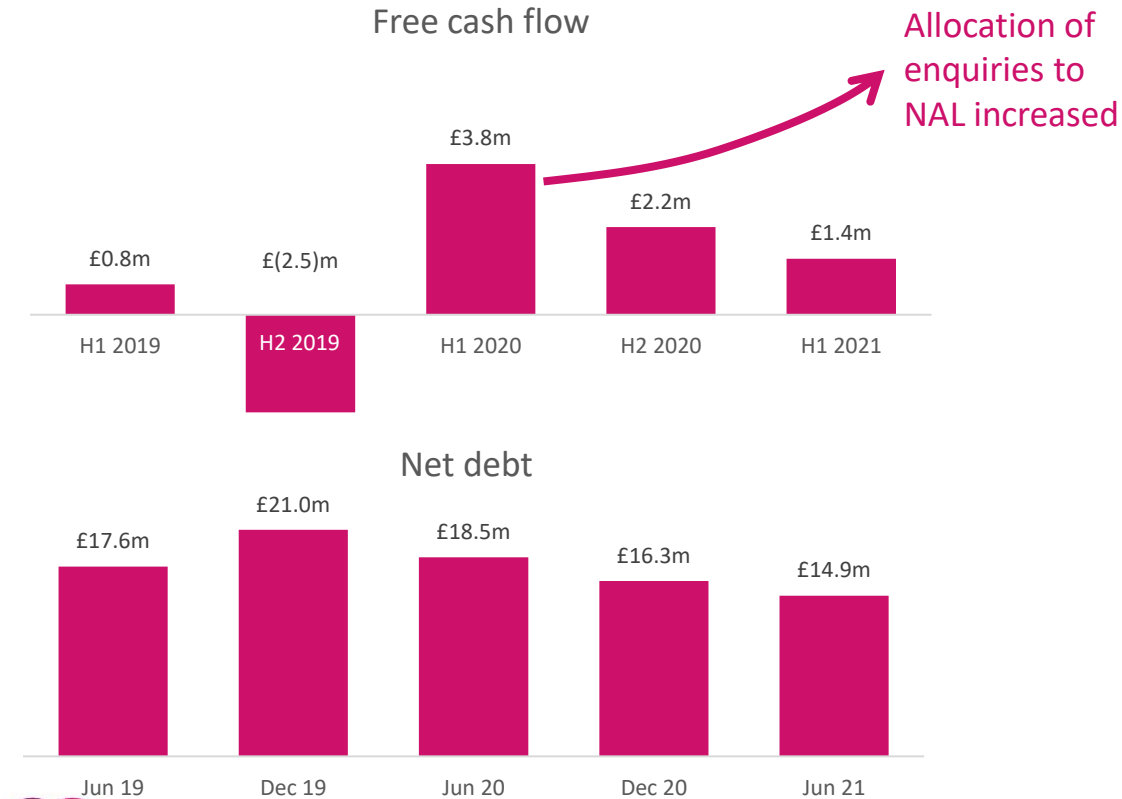 Free cash flow
Allocation of
enquiries to
NAL increased
£0.8m
£(2.5)m
£3.8m
£2.2m
£1.4m
H1 2019
H2 2019
H1 2020
H2 2020
H1 2021
Net debt
£17.6m
£21.0m
£18.5m
£16.3m
£14.9m
Jun 19
Dec 19
Jun 20
Dec 20
Jun 21